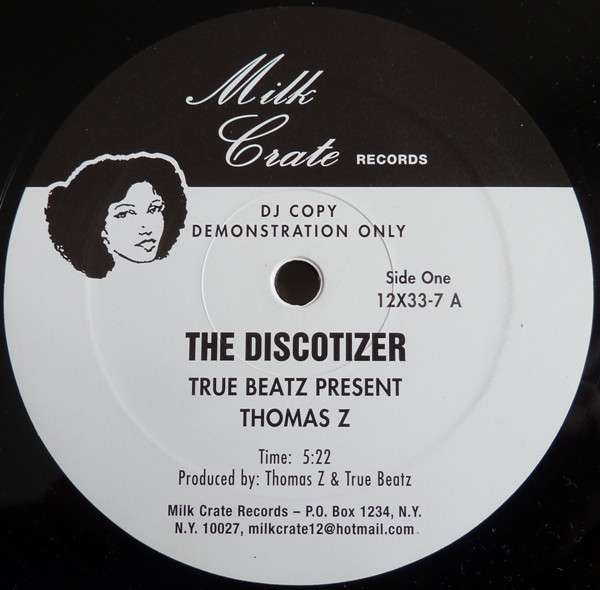 Milk
Crate RECORDS
DJ COPY
DEMONSTRATION ONLY
Side One
12X33-7 A
THE DISCOTIZER
TRUE BEATZ PRESENT
THOMAS Z
Time: 5:22
Produced by: Thomas Z & True Beatz
Milk Crate Records – P.O. Box 1234, N.Y.
N.Y. 10027, milkcrate12@hotmail.com